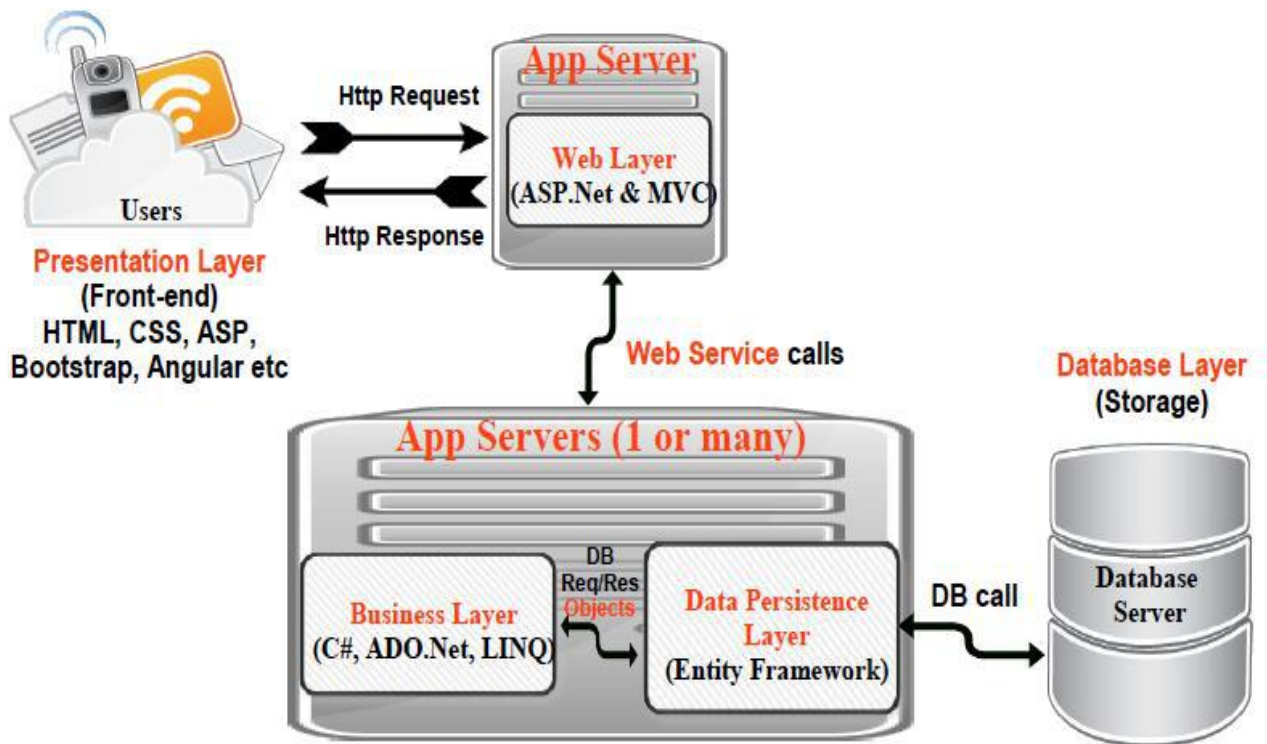 App Server
Http Request
Web Layer
(ASP.Net & MVC)
Users
Http Response
Presentation Layer
(Front-end)
HTML, CSS, ASP,
Bootstrap, Angular etc
Web Service calls
Database Layer
(Storage)
App Servers (1 or many)
DB
Req/Res
Objects
Business Layer
(C#, ADO.Net, LINQ)
Data Persistence
Layer
(Entity Framework)
DB call
Database
Server